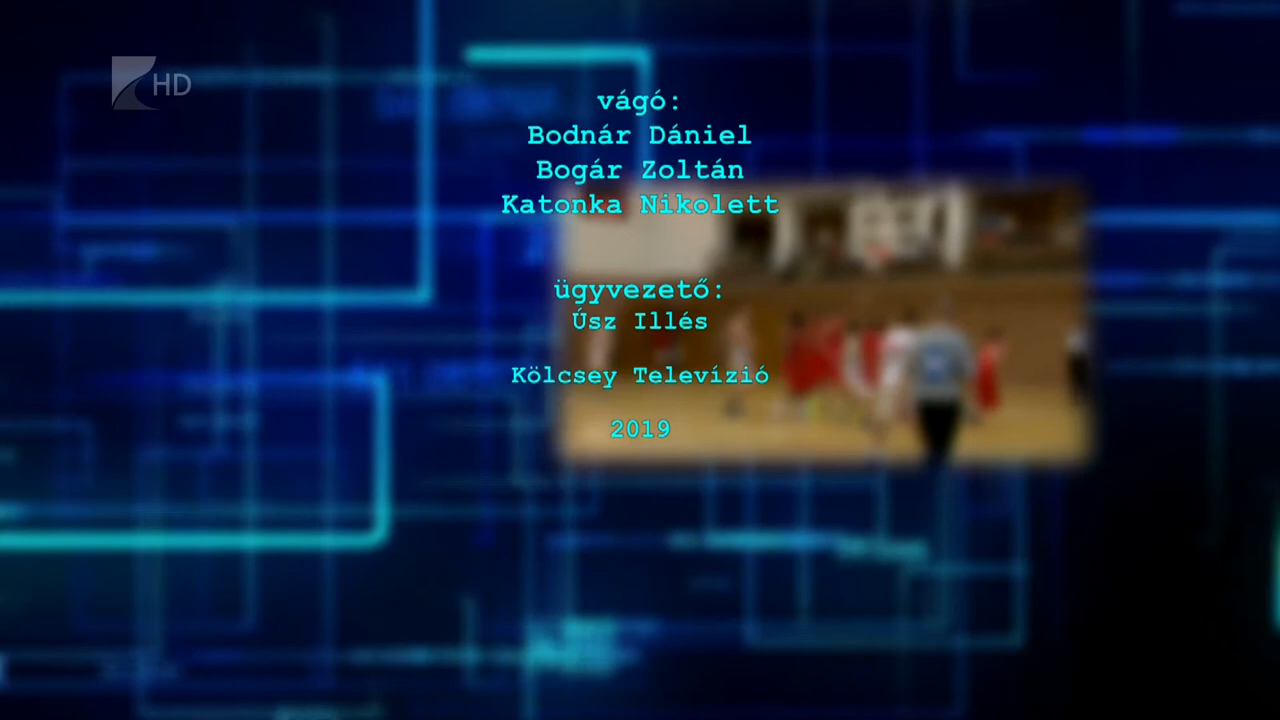 HD
vágó:
Bodnár Dániel
Bogár Zoltán
Katonka Nikolett
ügyvezető:
Úsz Illés
Kölcsey Televízió
2019